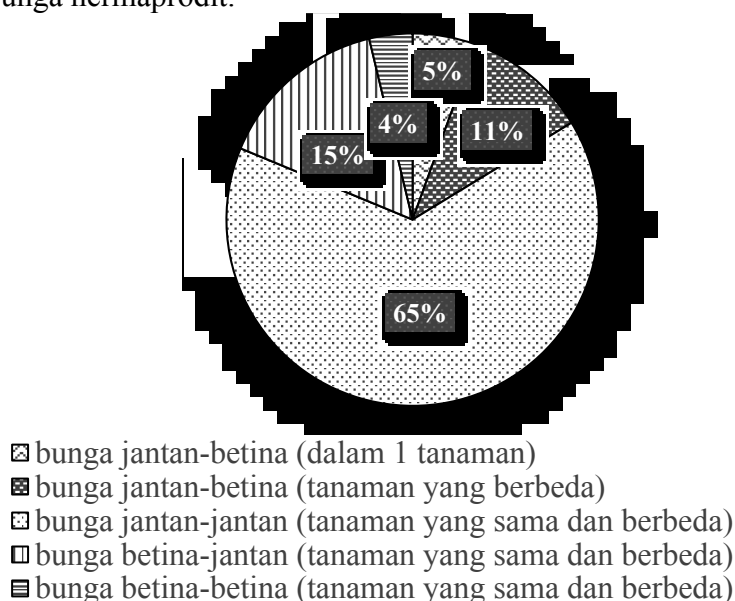 unga hermaprodit.
5%
4%
11%
15%
65%
bunga jantan-betina (dalam 1 tanaman)
bunga jantan-betina (tanaman yang berbeda)
bunga jantan-jantan (tanaman yang sama dan berbeda)
bunga betina-jantan (tanaman yang sama dan berbeda)
bunga betina-betina (tanaman yang sama dan berbeda)